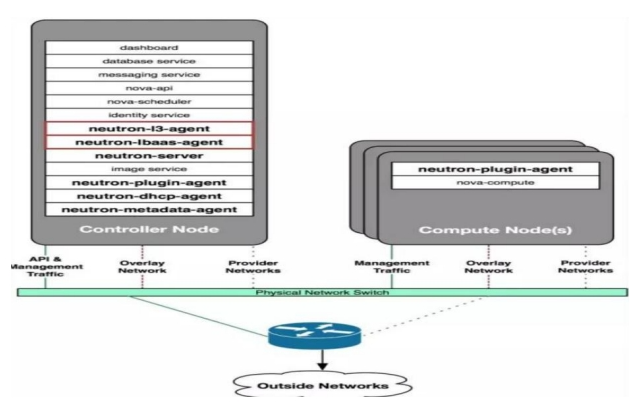 dashboard
database service
messaging service
nova-api
nova-scheduler
identity service
neutron-l3-agent
neutron-lbaas-agent
neutron-server
image service
neutron-plugin-agent
neutron-dhcp-agent
neutron-metadata-agent
Controller Node
neutron-plugin-agent
nova-compute
Compute Node(s)
API &
Management
Traffic
Overlay
Network
Provider
Networks
Management
Traffic
Overlay
Network
Provider
Networks
Physical Network Switch
Outside Networks